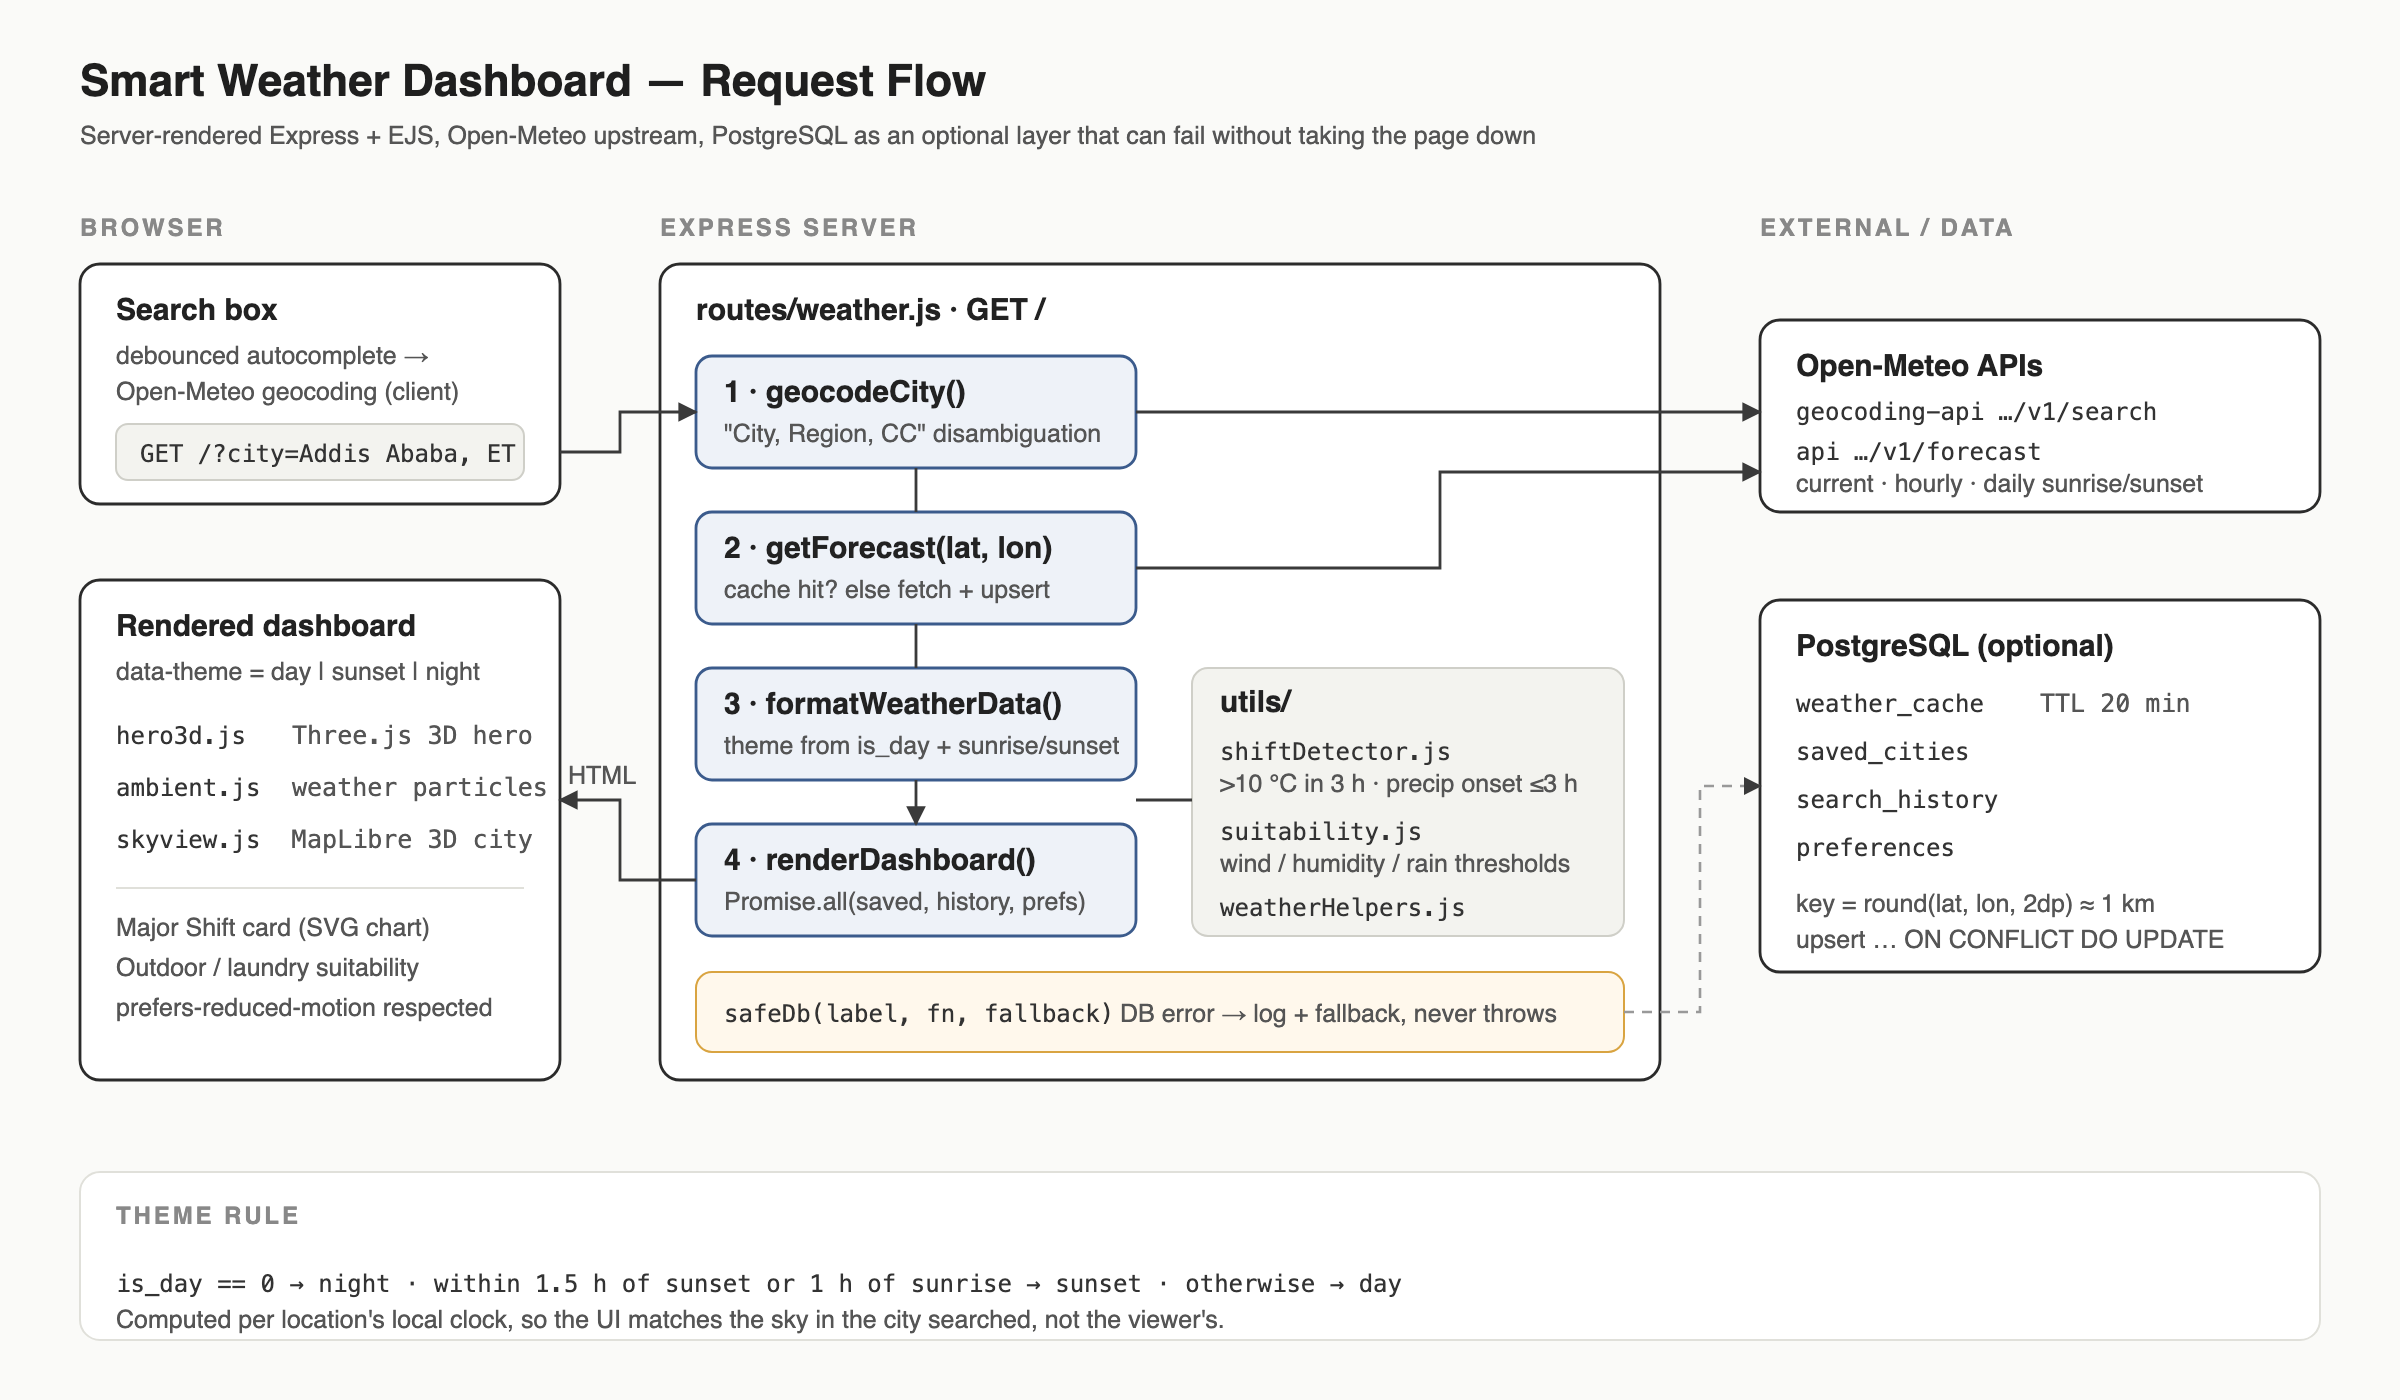 Smart Weather Dashboard — Request Flow
Server-rendered Express + EJS, Open-Meteo upstream, PostgreSQL as an optional layer that can fail without taking the page down
BROWSER
Search box
debounced autocomplete →
Open-Meteo geocoding (client)
GET /?city=Addis Ababa, ET
Rendered dashboard
data-theme = day | sunset | night
hero3d.js Three.js 3D hero
ambient.js weather particles
skyview.js MapLibre 3D city
Major Shift card (SVG chart)
Outdoor / laundry suitability
prefers-reduced-motion respected
HTML
EXPRESS SERVER
routes/weather.js · GET /
1 · geocodeCity()
"City, Region, CC" disambiguation
2 · getForecast(lat, lon)
cache hit? else fetch + upsert
3 · formatWeatherData()
theme from is_day + sunrise/sunset
4 · renderDashboard()
Promise.all(saved, history, prefs)
utils/
shiftDetector.js
>10 °C in 3 h · precip onset ≤3 h
suitability.js
wind / humidity / rain thresholds
weatherHelpers.js
safeDb(label, fn, fallback) DB error → log + fallback, never throws
EXTERNAL / DATA
Open-Meteo APIs
geocoding-api …/v1/search
api …/v1/forecast
current · hourly · daily sunrise/sunset
PostgreSQL (optional)
weather_cache TTL 20 min
saved_cities
search_history
preferences
key = round(lat, lon, 2dp) ≈ 1 km
upsert … ON CONFLICT DO UPDATE
THEME RULE
is_day == 0 → night · within 1.5 h of sunset or 1 h of sunrise → sunset · otherwise → day
Computed per location's local clock, so the UI matches the sky in the city searched, not the viewer's.